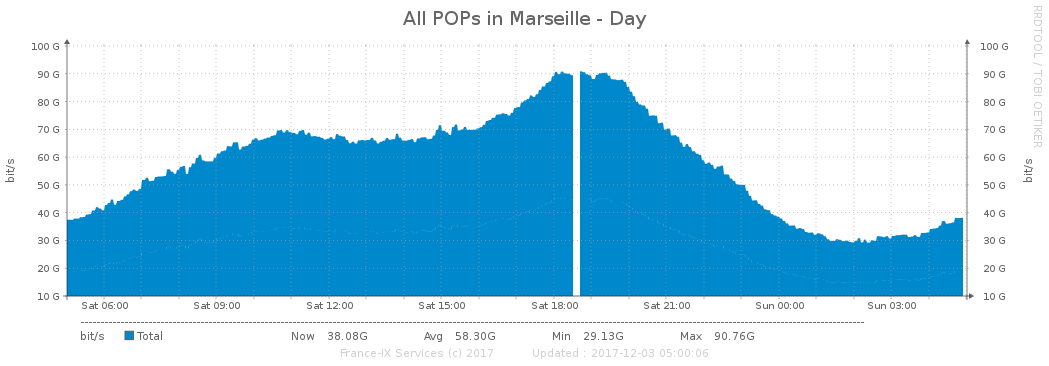 All POPs in Marseille - Day
RRDTOOL / TOBI OETIKER
bit/s
100 G 100 G
90 G 90 G
80 G 80 G
70 G 70 G
60 G 60 G
50 G 50 G
40 G 40 G
30 G 30 G
20 G 20 G
10 G 10 G
bit/s
Sat 06:00 Sat 09:00 Sat 12:00 Sat 15:00 Sat 18:00 Sat 21:00 Sun 00:00 Sun 03:00
bit/s Total Now 38.08G Avg 58.30G Min 29.13G Max 90.76G
France-IX Services (c) 2017 Updated : 2017-12-03 05:00:06